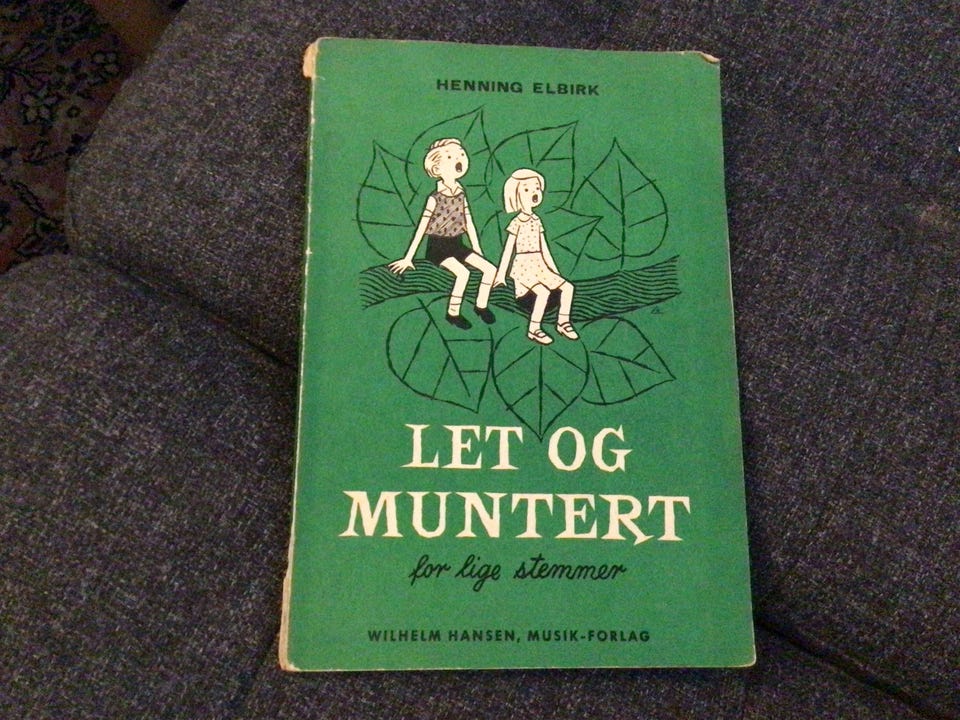 HENNING ELBIRK
LET OG
MUNTERT
for lige stemmer
WILHELM HANSEN, MUSIK-FORLAG